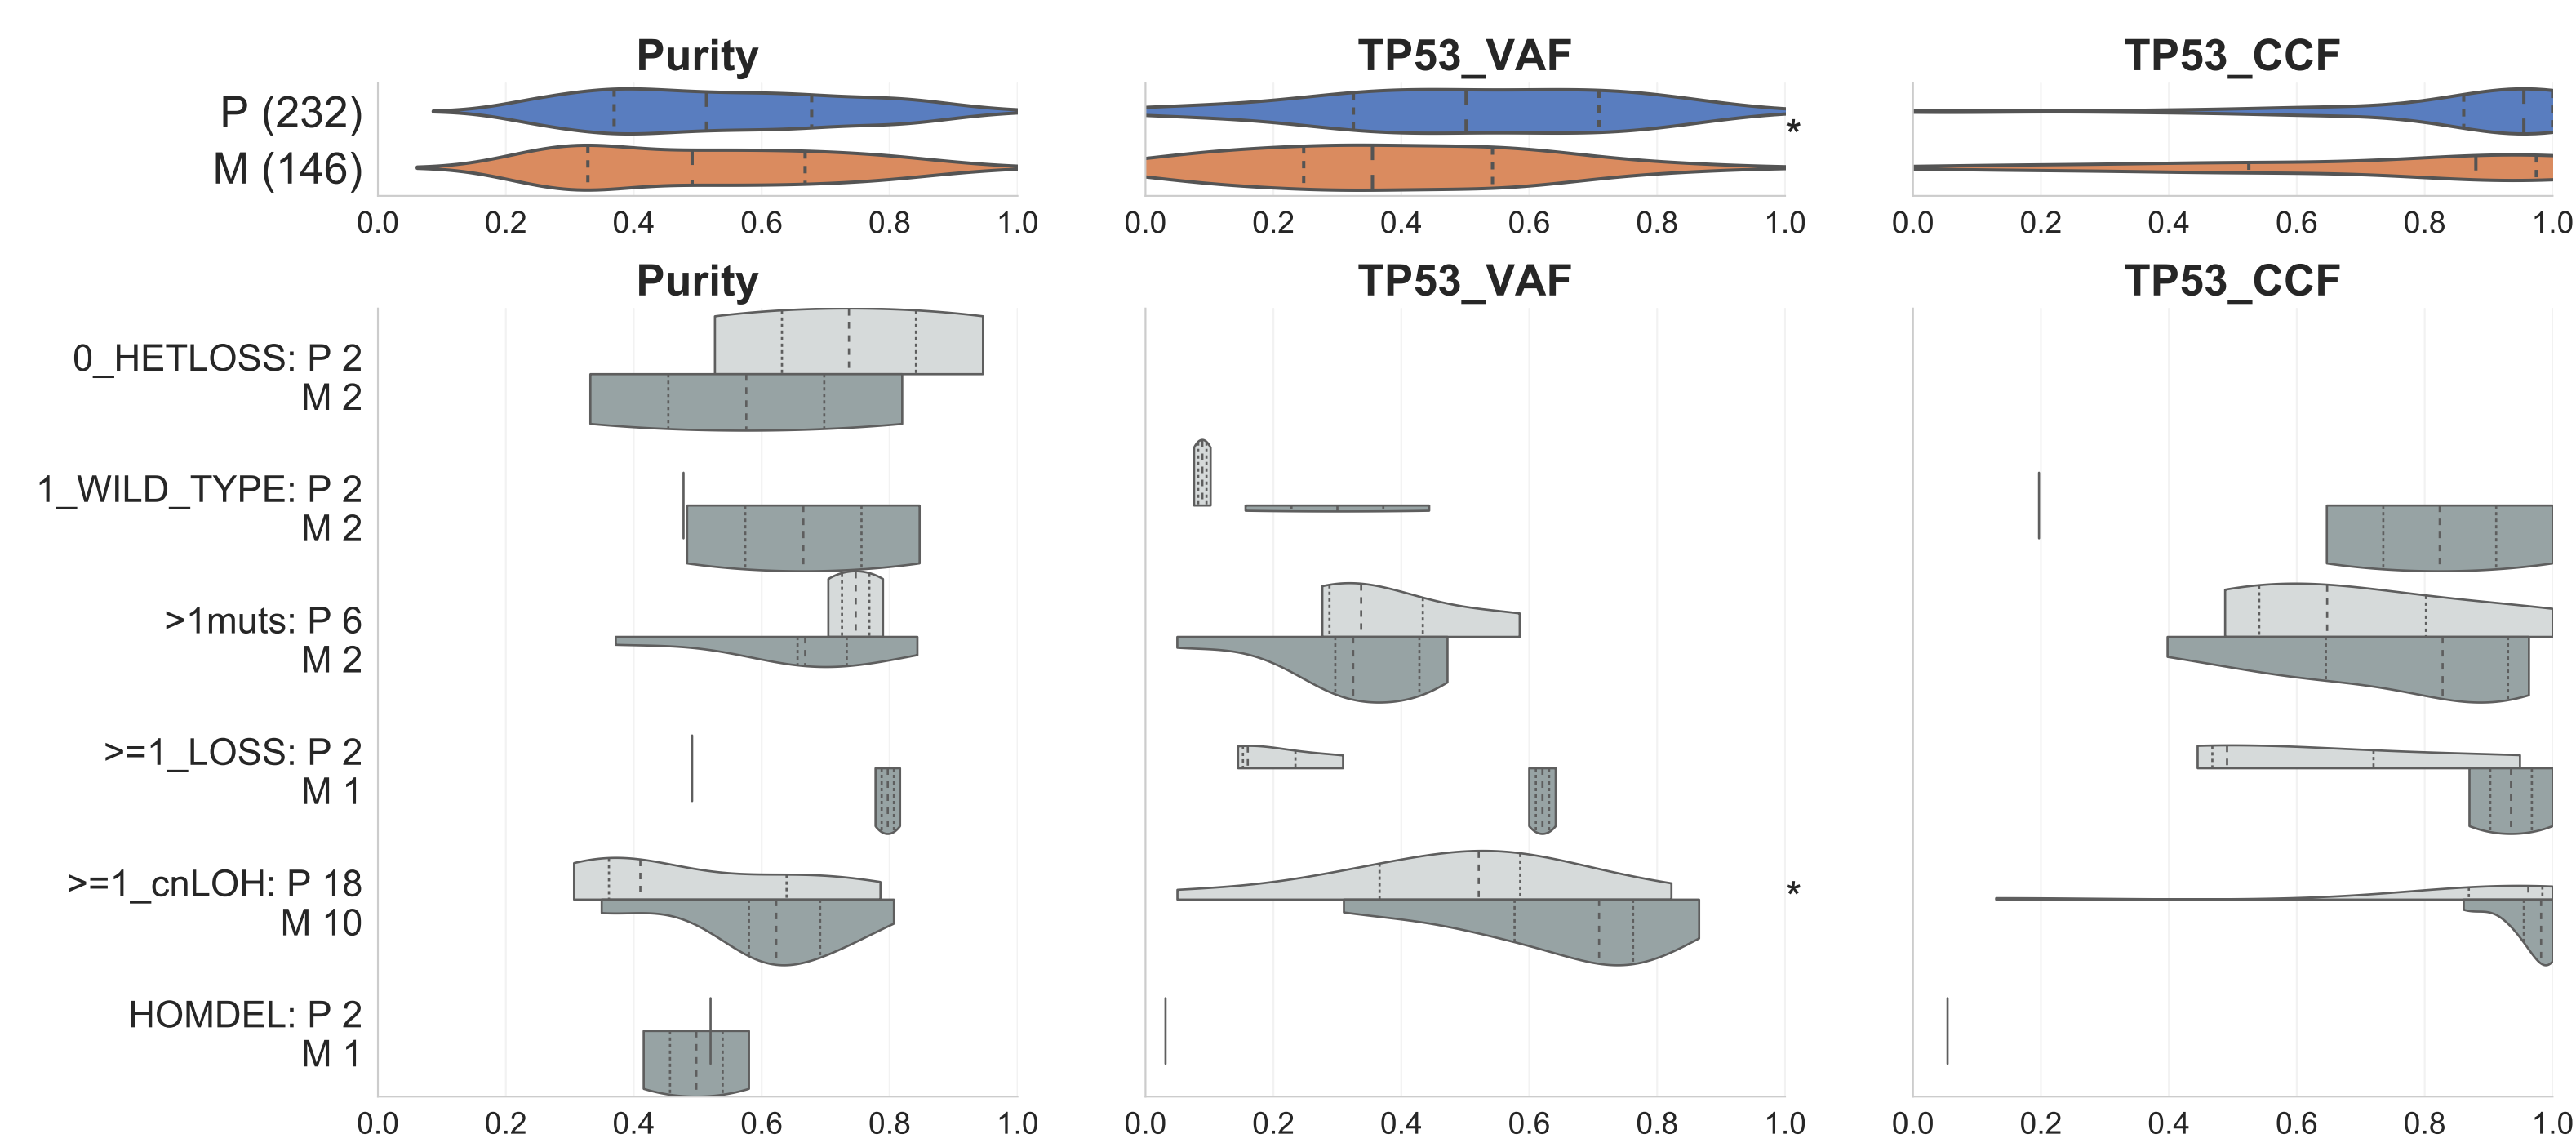 Purity TP53_VAF TP53_CCF
P (232)
*
M (146)
0.0 0.2 0.4 0.6 0.8 1.0 0.0 0.2 0.4 0.6 0.8 1.0 0.0 0.2 0.4 0.6 0.8 1.0
Purity TP53_VAF TP53_CCF
0_HETLOSS: P 2
M 2
1_WILD_TYPE: P 2
M 2
>1muts: P 6
M 2
>=1_LOSS: P 2
M 1
>=1_cnLOH: P 18 *
M 10
HOMDEL: P 2
M 1
0.0 0.2 0.4 0.6 0.8 1.0 0.0 0.2 0.4 0.6 0.8 1.0 0.0 0.2 0.4 0.6 0.8 1.0